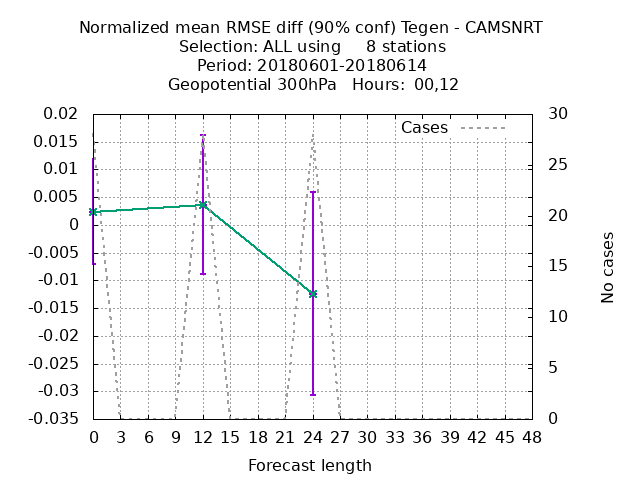 Normalized mean RMSE diff (90% conf) Tegen - CAMSNRT
Selection: ALL using     8 stations
Period: 20180601-20180614
Geopotential 300hPa   Hours:  00,12
Cases
0.02
0.015
0.01
0.005
0
-0.005
-0.01
-0.015
-0.02
-0.025
-0.03
-0.035
30
25
20
15
10
5
0
No cases
0 3 6 9 12 15 18 21 24 27 30 33 36 39 42 45 48
Forecast length